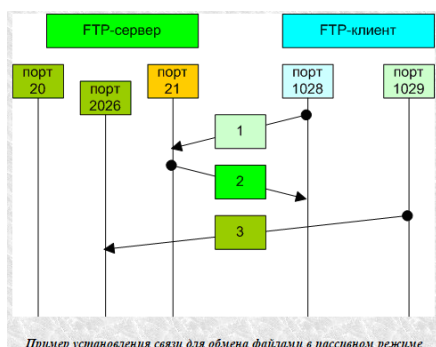 FTP-сервер
FTP-клиент
порт
20
порт
2026
порт
21
порт
1028
порт
1029
1
2
3
Пример установления связи для обмена файлами в пассивном режиме